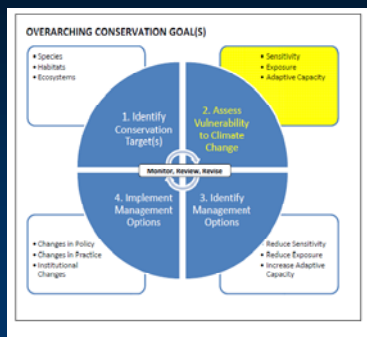 OVERARCHING CONSERVATION GOAL(S)
• Species
• Habitats
• Ecosystems
• Sensitivity
• Exposure
• Adaptive Capacity
1. Identify
Conservation
Target(s)
2. Assess
Vulnerability
to Climate
Change
Monitor, Review, Revise
4. Implement
Management
Options
3. Identify
Management
Options
• Changes in Policy
• Changes in Practice
• Institutional
Changes
• Reduce Sensitivity
• Reduce Exposure
• Increase Adaptive
Capacity